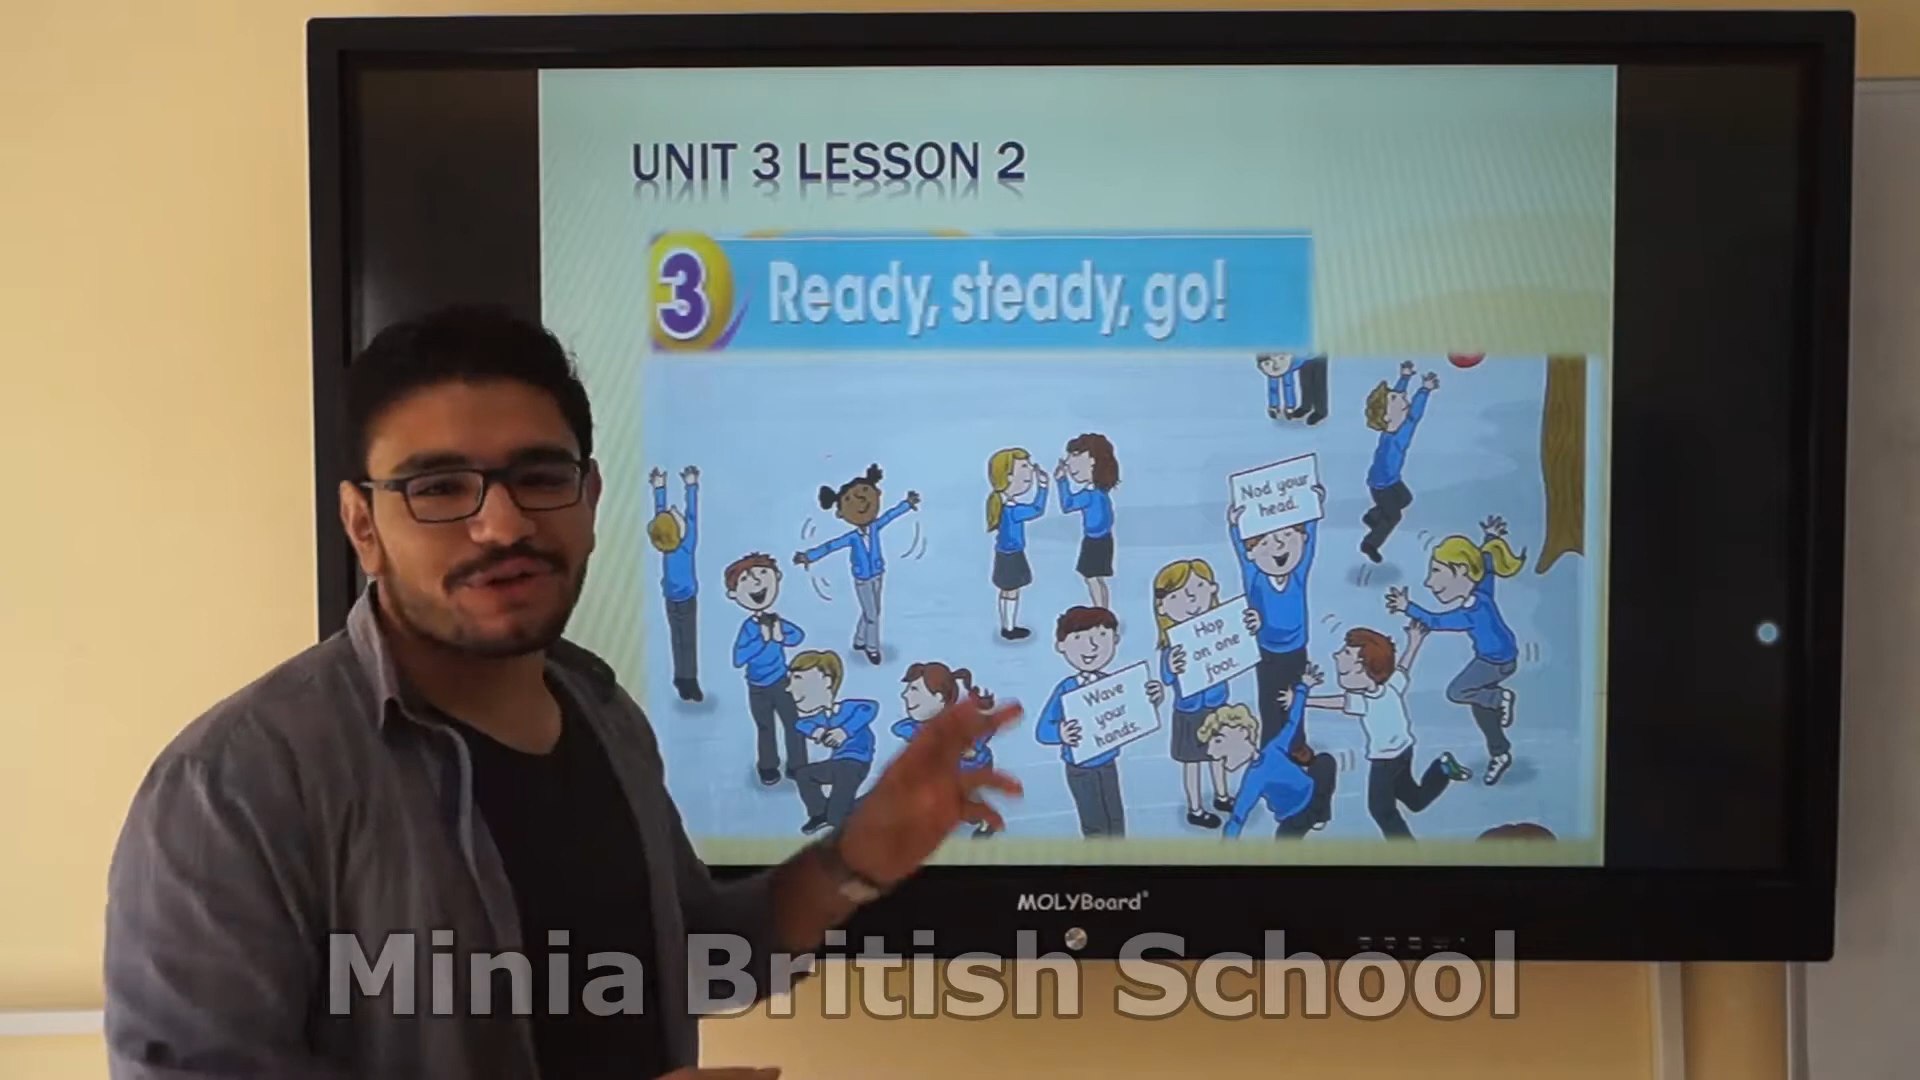 UNIT 3 LESSON 2
3 Ready, steady, go!
Nod your
head.
Hop
on one
foot.
Wave
your
hands.
MOLYBoard
Minia British School